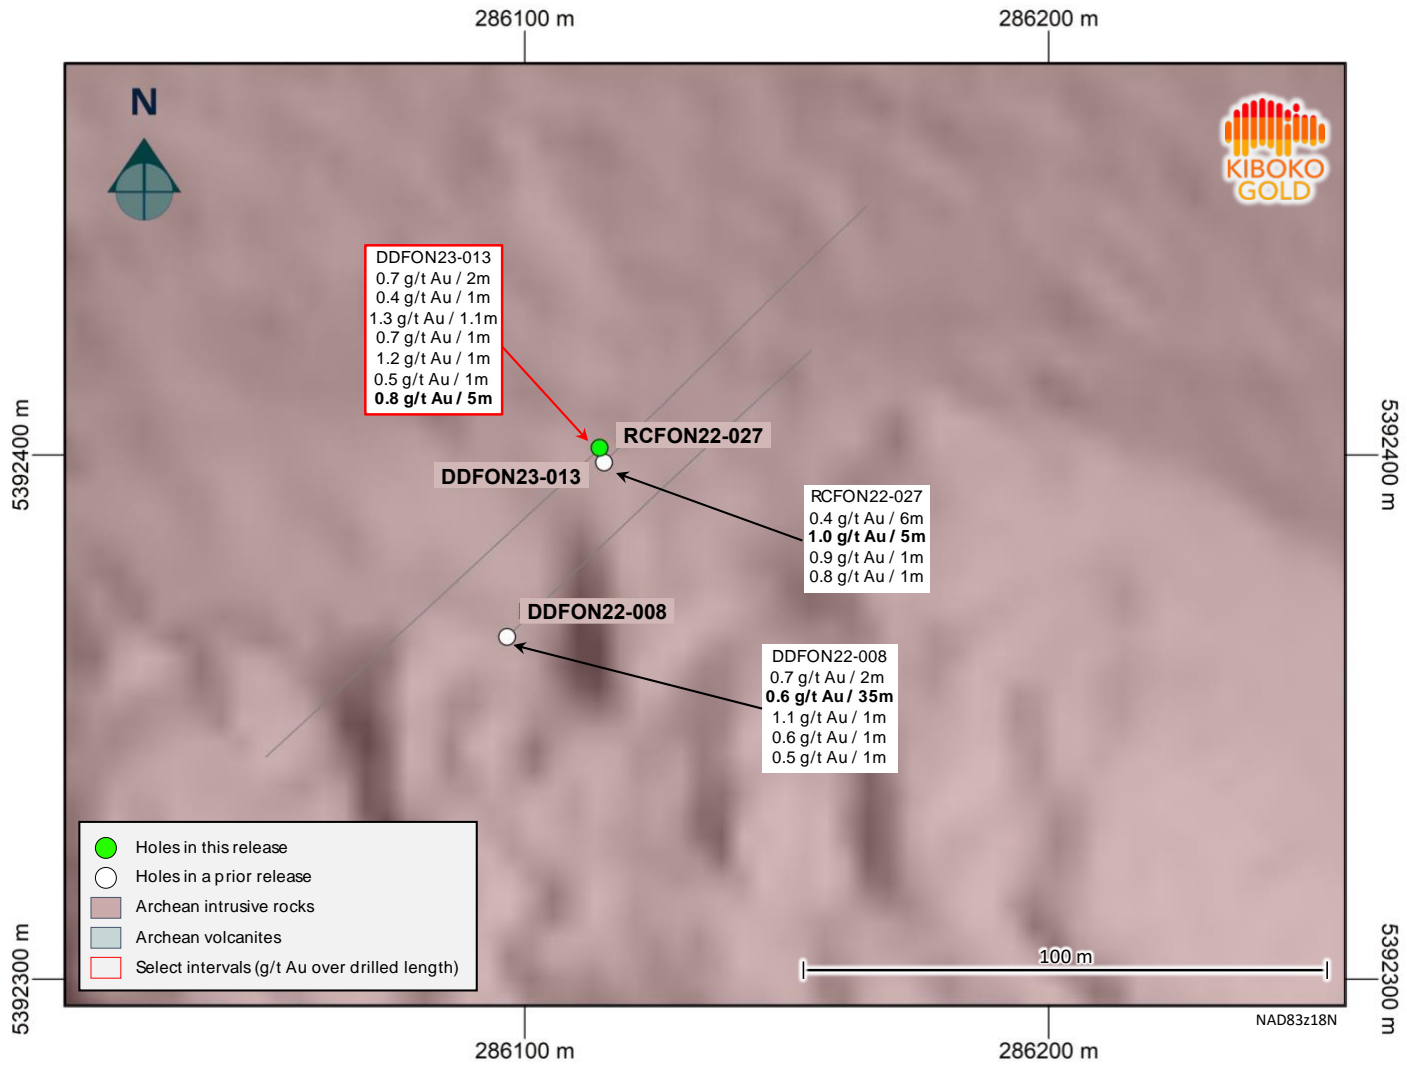 286100 m
286200 m
N
KIBOKO
GOLD
DDFON23-013
0.7 g/t Au / 2m
0.4 g/t Au / 1m
1.3 g/t Au / 1.1m
0.7 g/t Au / 1m
1.2 g/t Au / 1m
0.5 g/t Au / 1m
0.8 g/t Au / 5m
5392400 m
5392400 m
RCFON22-027
DDFON23-013
RCFON22-027
0.4 g/t Au / 6m
1.0 g/t Au / 5m
0.9 g/t Au / 1m
0.8 g/t Au / 1m
DDFON22-008
DDFON22-008
0.7 g/t Au / 2m
0.6 g/t Au / 35m
1.1 g/t Au / 1m
0.6 g/t Au / 1m
0.5 g/t Au / 1m
Holes in this release
Holes in a prior release
Archean intrusive rocks
Archean volcanites
Select intervals (g/t Au over drilled length)
100 m
5392300 m
5392300 m
NAD83z18N
286100 m
286200 m